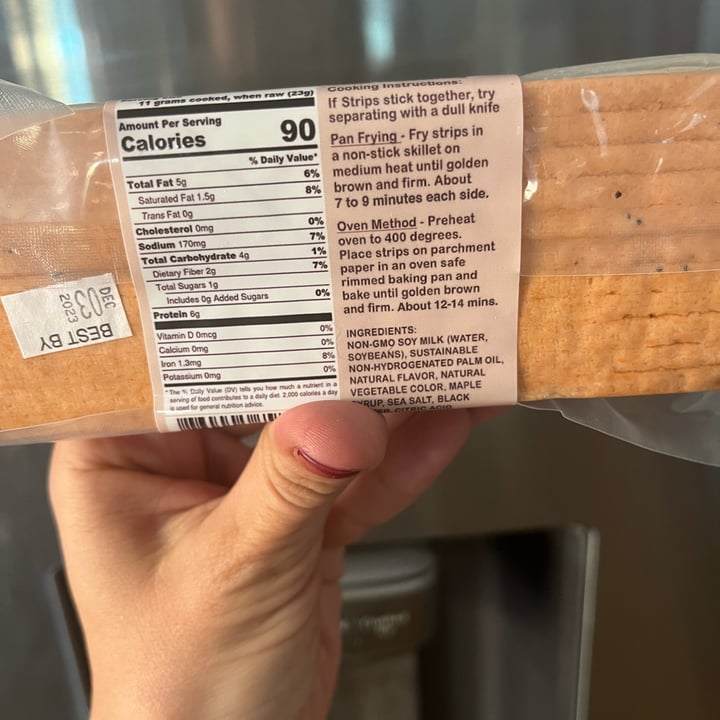 11 grams cooked, when raw (23g)
Amount Per Serving
Calories 90
% Daily Value*
Total Fat 5g 6%
Saturated Fat 1.5g 8%
Trans Fat 0g
Cholesterol 0mg 0%
Sodium 170mg 7%
Total Carbohydrate 4g 1%
Dietary Fiber 2g 7%
Total Sugars 1g
Includes 0g Added Sugars 0%
Protein 6g
Vitamin D 0mcg 0%
Calcium 0mg 0%
Iron 1.3mg 8%
Potassium 0mg 0%
*The % Daily Value (DV) tells you how much a nutrient in a
serving of food contributes to a daily diet. 2,000 calories a day
is used for general nutrition advice.
Cooking Instructions:
If Strips stick together, try
separating with a dull knife
Pan Frying - Fry strips in
a non-stick skillet on
medium heat until golden
brown and firm. About
7 to 9 minutes each side.
Oven Method - Preheat
oven to 400 degrees.
Place strips on parchment
paper in an oven safe
rimmed baking pan and
bake until golden brown
and firm. About 12-14 mins.
INGREDIENTS:
NON-GMO SOY MILK (WATER,
SOYBEANS), SUSTAINABLE
NON-HYDROGENATED PALM OIL,
NATURAL FLAVOR, NATURAL
VEGETABLE COLOR, MAPLE
SYRUP, SEA SALT, BLACK
CITRIC ACID
BEST BY
DEC 03
2023